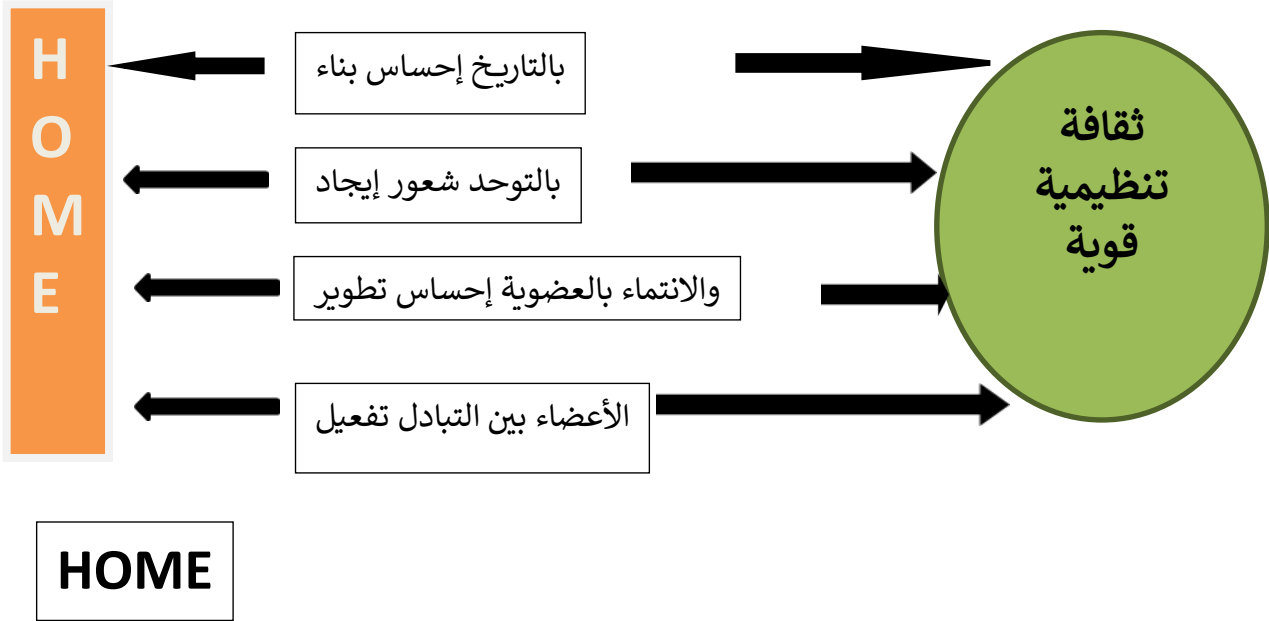 H
O
M
E
بالتاريخ إحساس بناء
بالتوحد شعور إيجاد
والانتماء بالعضوية إحساس تطوير
الأعضاء بين التبادل تفعيل
ثقافة
تنظيمية
قوية
HOME